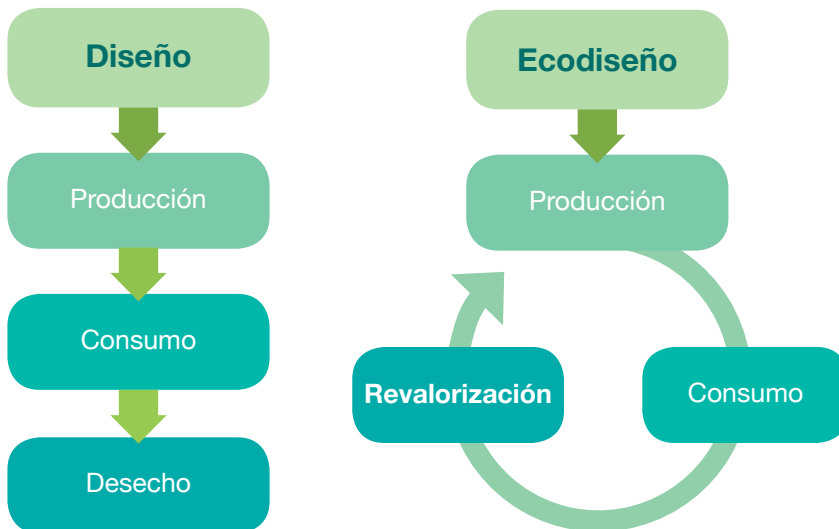 Diseño
Producción
Consumo
Desecho
Ecodiseño
Producción
Revalorización
Consumo